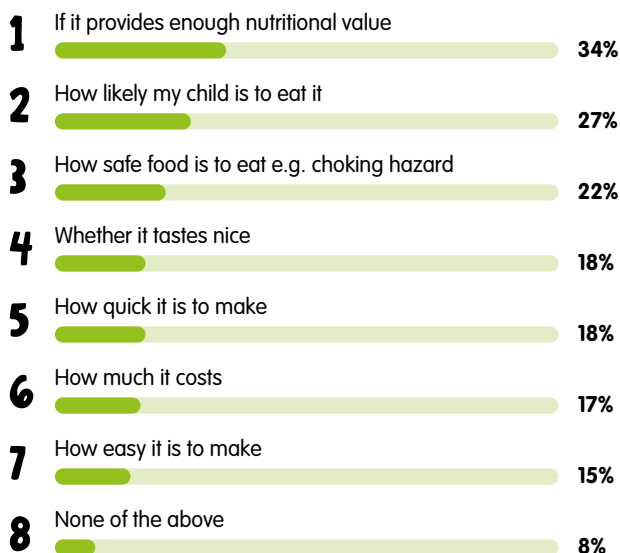 1 If it provides enough nutritional value
34%
2 How likely my child is to eat it
27%
3 How safe food is to eat e.g. choking hazard
22%
4 Whether it tastes nice
18%
5 How quick it is to make
18%
6 How much it costs
17%
7 How easy it is to make
15%
8 None of the above
8%